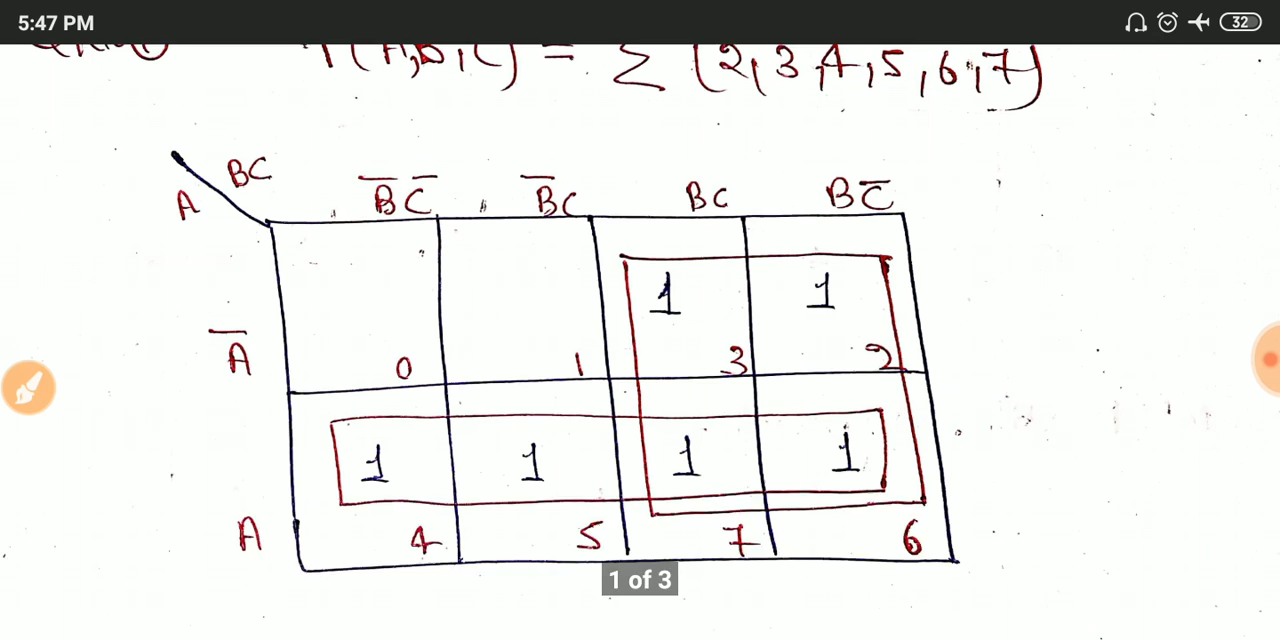 5:47 PM 32
(A,B,C) = Σ (2,3,4,5,6,7)
A BC B̅C̅ B̅C BC BC̅
1 1
A̅ 0 1 3 2
1 1 1 1
A 4 5 7 6
1 of 3